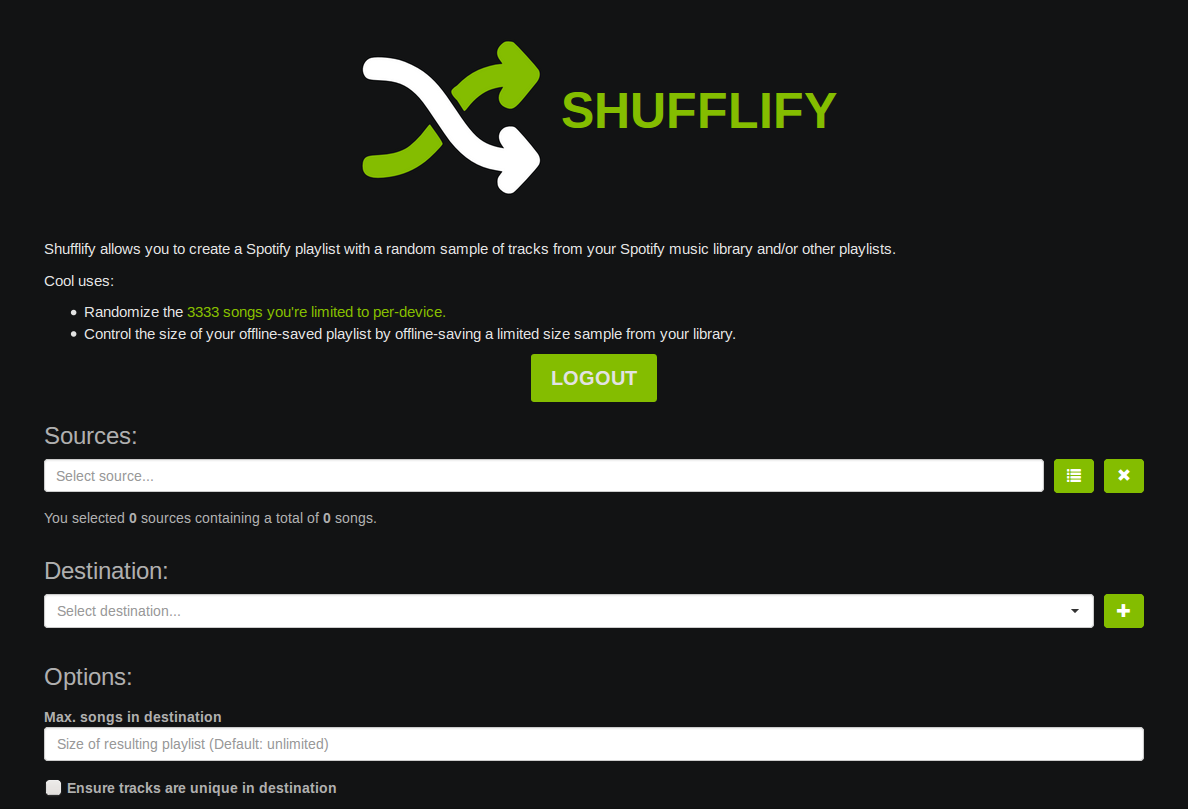 SHUFFLIFY
Shufflify allows you to create a Spotify playlist with a random sample of tracks from your Spotify music library and/or other playlists.
Cool uses:
Randomize the 3333 songs you're limited to per-device.
Control the size of your offline-saved playlist by offline-saving a limited size sample from your library.
LOGOUT
Sources:
Select source...
You selected 0 sources containing a total of 0 songs.
Destination:
Select destination...
Options:
Max. songs in destination
Size of resulting playlist (Default: unlimited)
Ensure tracks are unique in destination